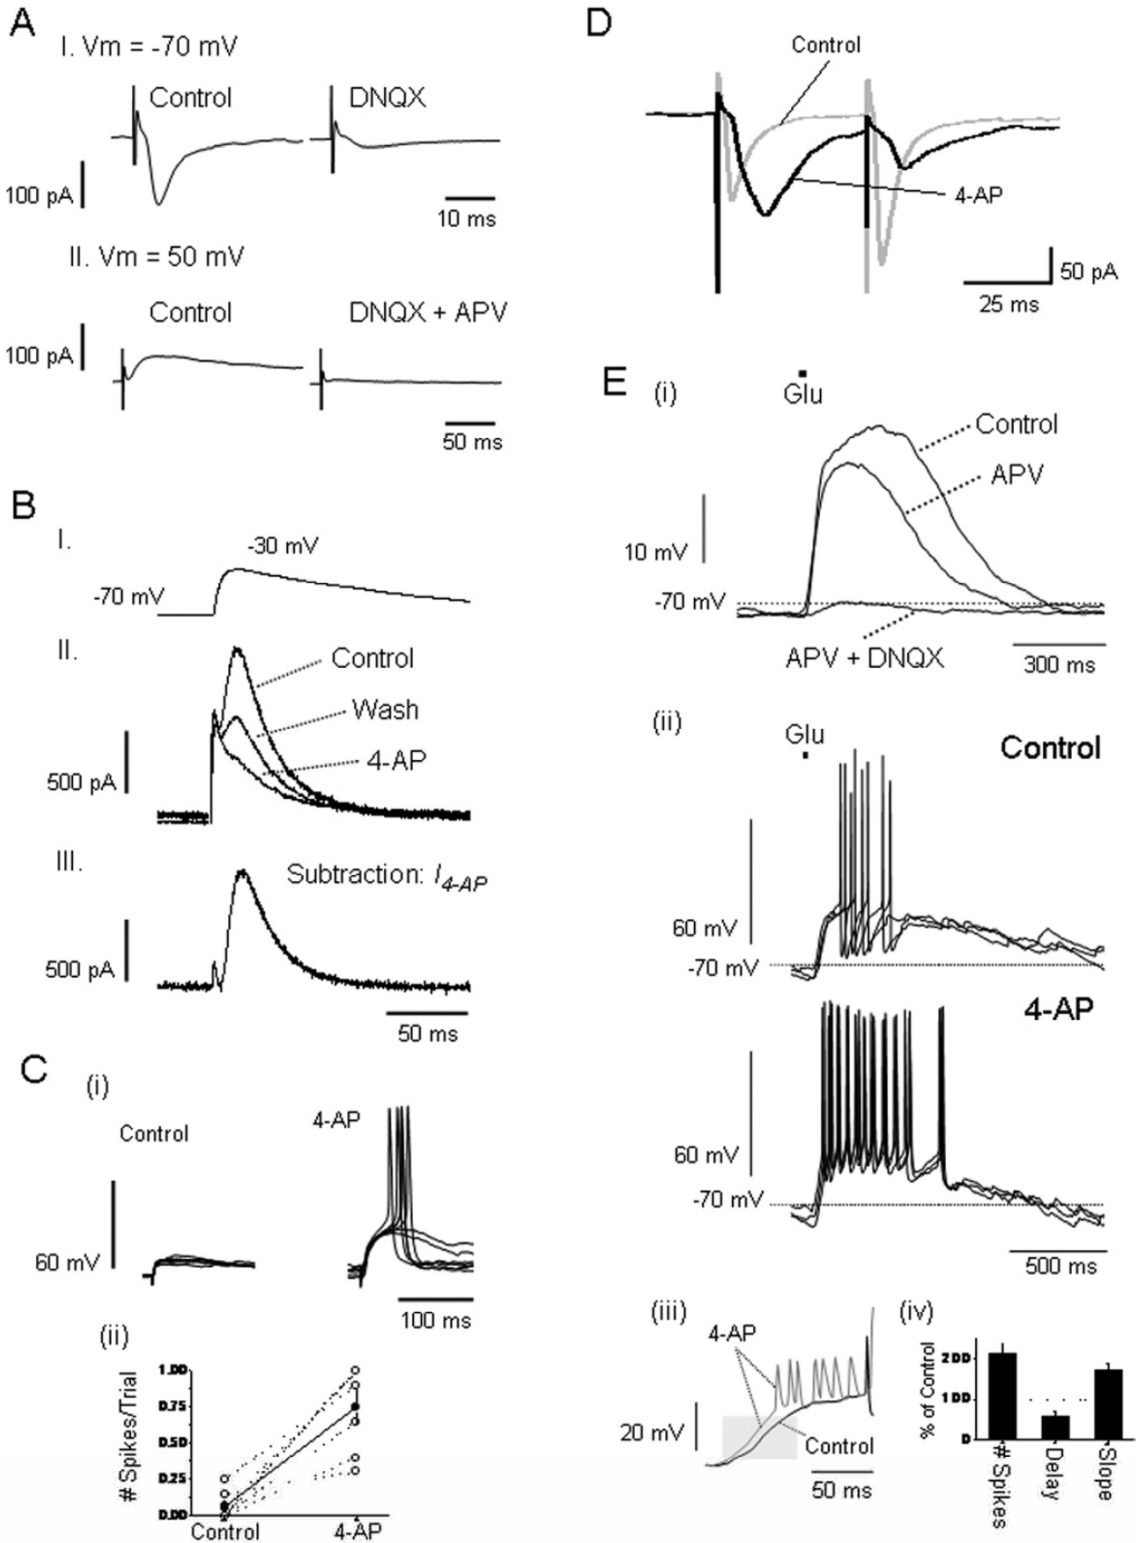 A
I. Vm = -70 mV
Control
DNQX
100 pA
10 ms
II. Vm = 50 mV
Control
DNQX + APV
100 pA
50 ms
B
I.
-30 mV
-70 mV
II.
Control
Wash
4-AP
500 pA
III.
Subtraction: I4-AP
500 pA
50 ms
C
(i)
Control
4-AP
60 mV
100 ms
(ii)
# Spikes/Trial
1.00
0.75
0.50
0.25
0.00
Control
4-AP
D
Control
4-AP
50 pA
25 ms
E
(i)
Glu
Control
APV
10 mV
-70 mV
APV + DNQX
300 ms
(ii)
Glu
Control
60 mV
-70 mV
4-AP
60 mV
-70 mV
500 ms
(iii)
4-AP
20 mV
Control
50 ms
(iv)
% of Control
200
100
0
# Spikes
Delay
Slope